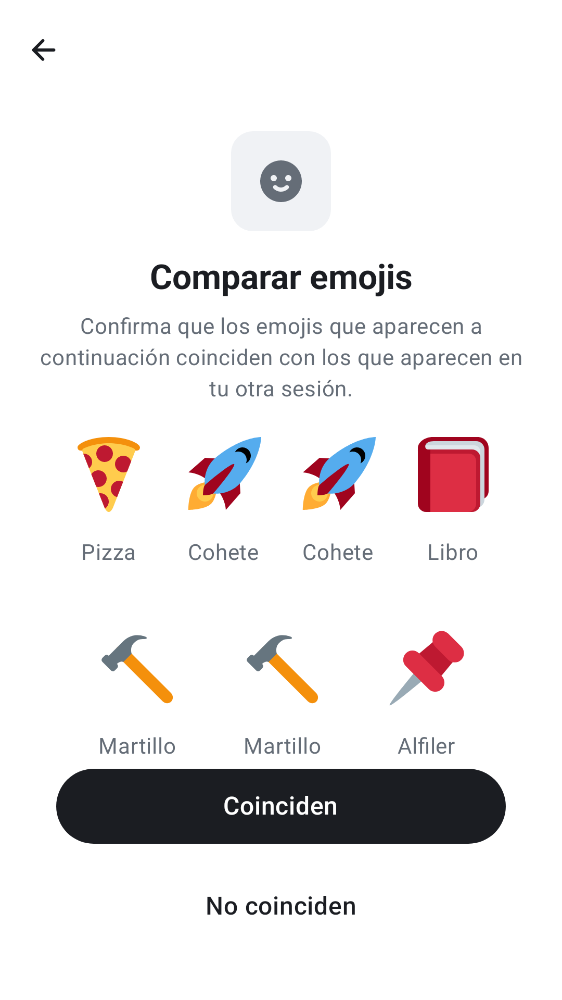 Comparar emojis
Confirma que los emojis que aparecen a
continuación coinciden con los que aparecen en
tu otra sesión.
Pizza Cohete Cohete Libro
Martillo Martillo Alfiler
Coinciden
No coinciden